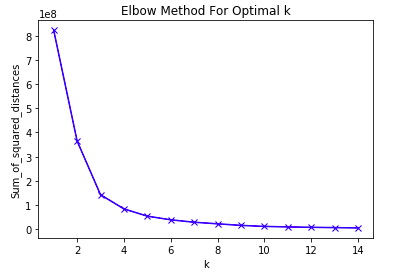 Elbow Method For Optimal k
1e8
8
7
6
5
4
3
2
1
0
Sum_of_squared_distances
2 4 6 8 10 12 14
k